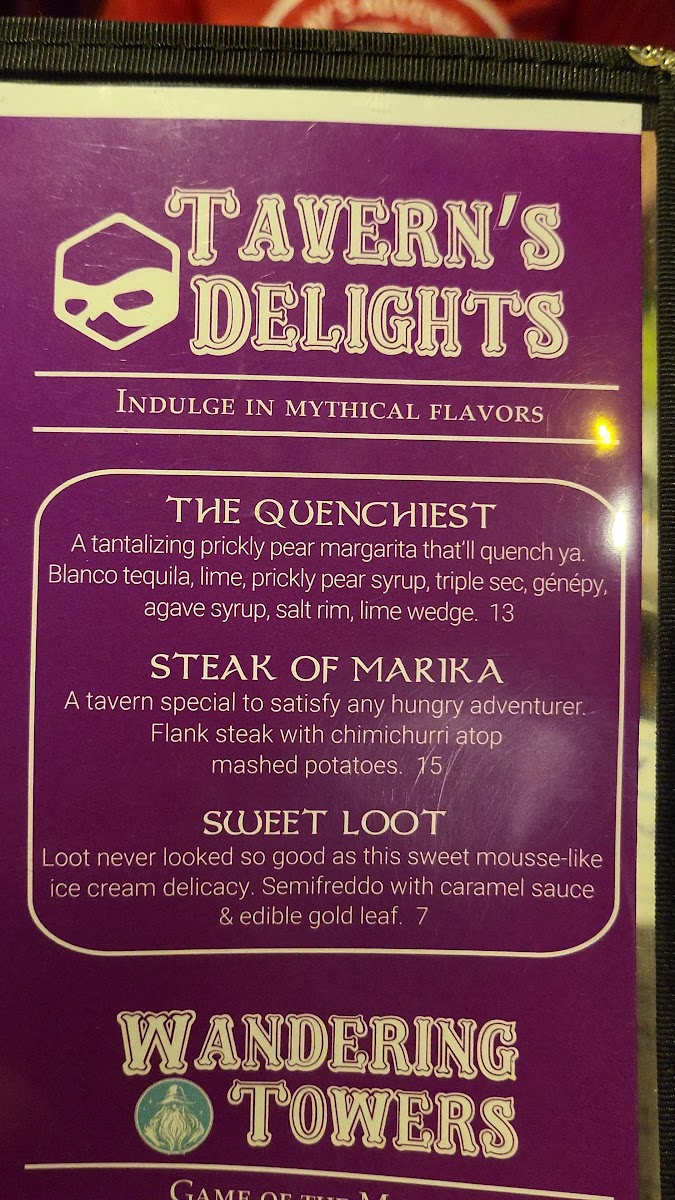 TAVERN'S
DELIGHTS
INDULGE IN MYTHICAL FLAVORS
THE QUENCHIEST
A tantalizing prickly pear margarita that'll quench ya.
Blanco tequila, lime, prickly pear syrup, triple sec, génépy,
agave syrup, salt rim, lime wedge. 13
STEAK OF MARIKA
A tavern special to satisfy any hungry adventurer.
Flank steak with chimichurri atop
mashed potatoes. 15
SWEET LOOT
Loot never looked so good as this sweet mousse-like
ice cream delicacy. Semifreddo with caramel sauce
& edible gold leaf. 7
WANDERING
TOWERS
GAME OF THE